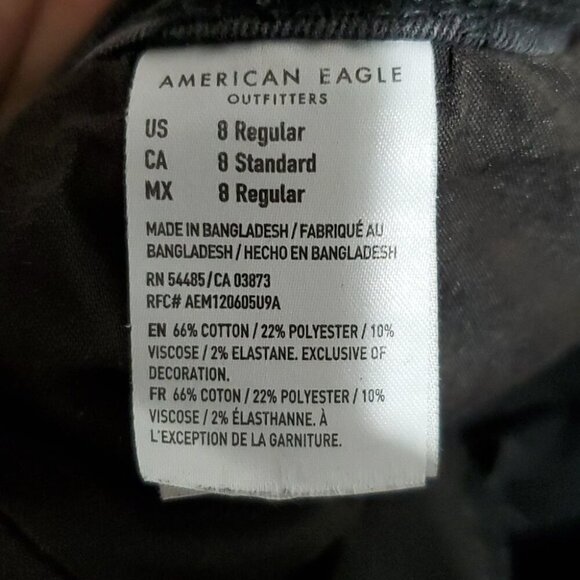 AMERICAN EAGLE
OUTFITTERS
US 8 Regular
CA 8 Standard
MX 8 Regular
MADE IN BANGLADESH / FABRIQUÉ AU
BANGLADESH / HECHO EN BANGLADESH
RN 54485 / CA 03873
RFC# AEM120605U9A
EN 66% COTTON / 22% POLYESTER / 10%
VISCOSE / 2% ELASTANE. EXCLUSIVE OF
DECORATION.
FR 66% COTON / 22% POLYESTER / 10%
VISCOSE / 2% ÉLASTHANNE. À
L'EXCEPTION DE LA GARNITURE.